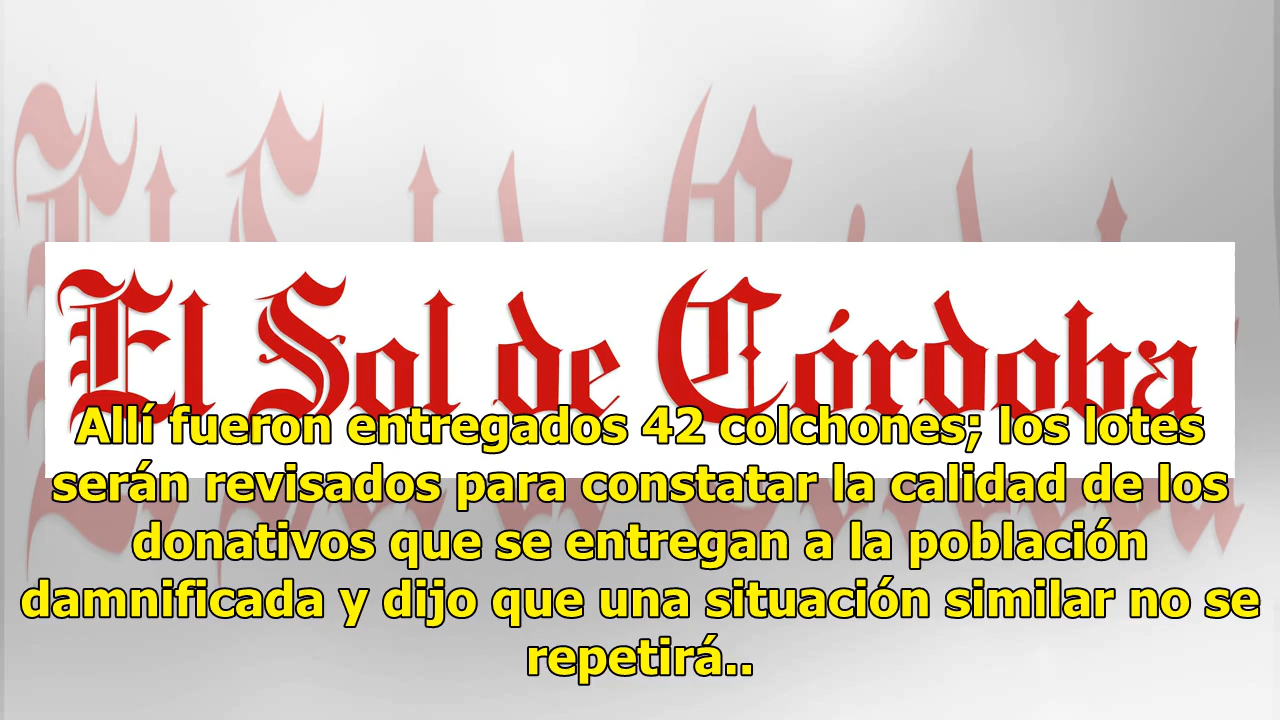 El Sol de Córdoba
Allí fueron entregados 42 colchones; los lotes
serán revisados para constatar la calidad de los
donativos que se entregan a la población
damnificada y dijo que una situación similar no se
repetirá..